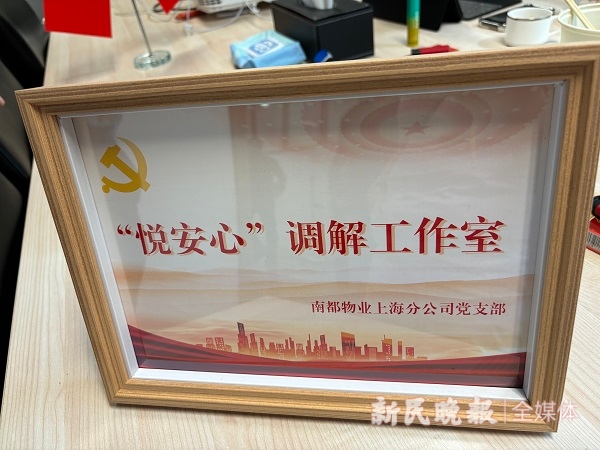 “悦安心”调解工作室
南都物业上海分公司党支部
新民晚报|全媒体